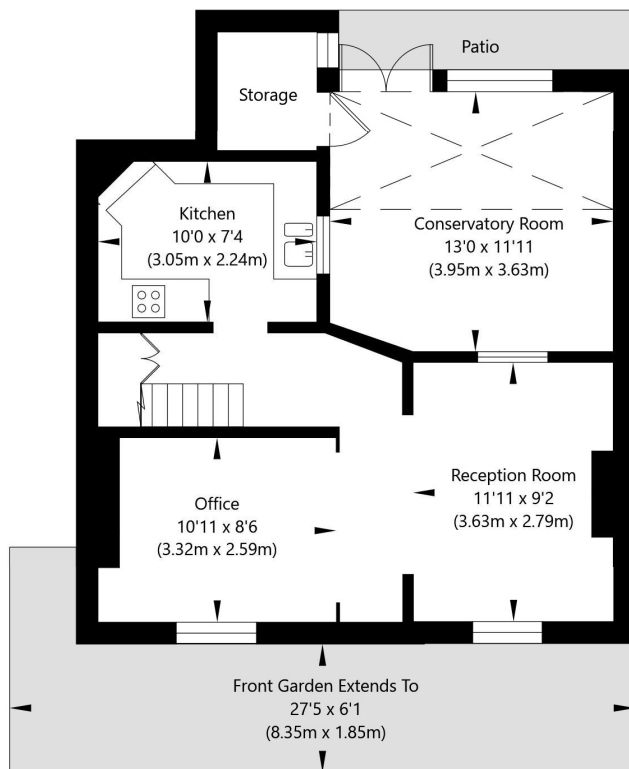 Patio
Storage
Kitchen
10'0 x 7'4
(3.05m x 2.24m)
Conservatory Room
13'0 x 11'11
(3.95m x 3.63m)
Reception Room
11'11 x 9'2
(3.63m x 2.79m)
Office
10'11 x 8'6
(3.32m x 2.59m)
Front Garden Extends To
27'5 x 6'1
(8.35m x 1.85m)